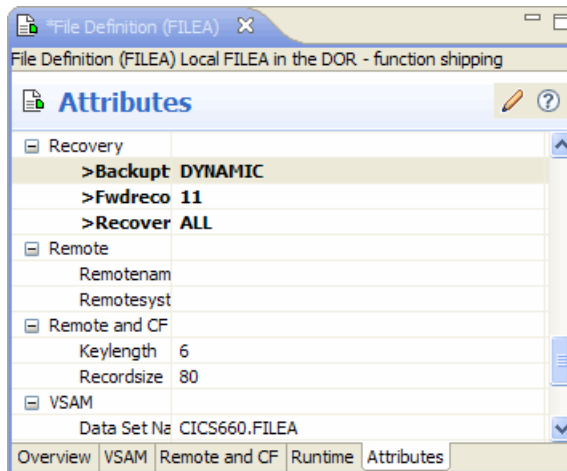 *File Definition (FILEA)
File Definition (FILEA) Local FILEA in the DOR - function shipping
Attributes
Recovery
>Backupt DYNAMIC
>Fwdreco 11
>Recover ALL
Remote
Remotenam
Remotesyst
Remote and CF
Keylength 6
Recordsize 80
VSAM
Data Set Na CICS660.FILEA
Overview VSAM Remote and CF Runtime Attributes